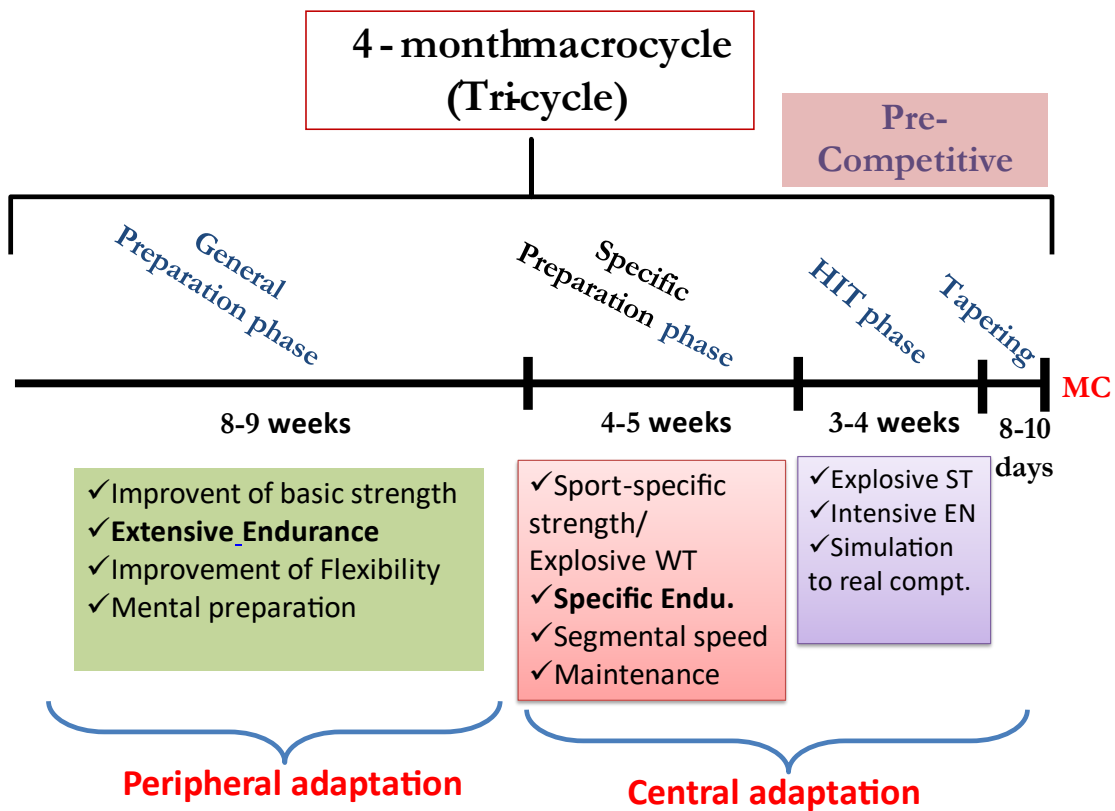 4 - monthmacrocycle
(Tri-cycle)
Pre-
Competitive
General
Preparation phase
Specific
Preparation phase
HIT phase
Tapering
MC
8-9 weeks
4-5 weeks
3-4 weeks
8-10
days
✓Improvent of basic strength
✓Extensive Endurance
✓Improvement of Flexibility
✓Mental preparation
✓Sport-specific
strength/
Explosive WT
✓Specific Endu.
✓Segmental speed
✓Maintenance
✓Explosive ST
✓Intensive EN
✓Simulation
to real compt.
Peripheral adaptation
Central adaptation